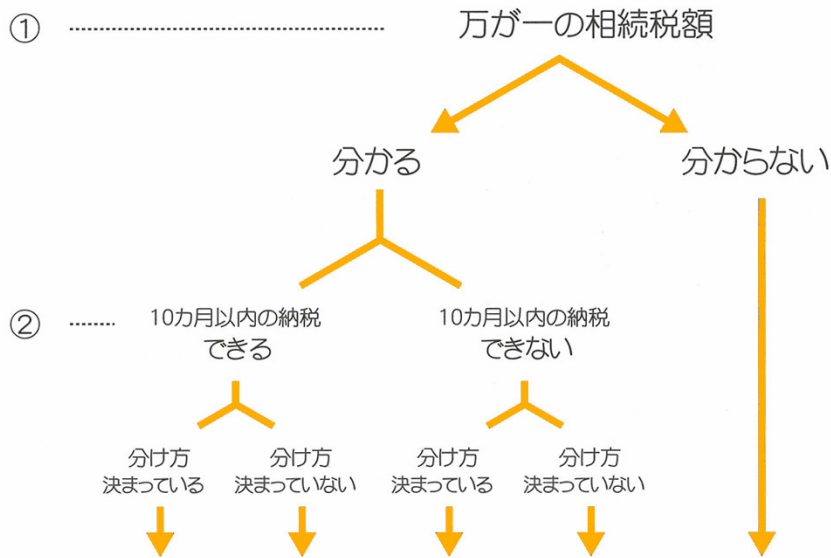 ① 万が一の相続税額
分かる 分からない
② 10カ月以内の納税 10カ月以内の納税
できる できない
分け方 分け方 分け方 分け方
決まっている 決まっていない 決まっている 決まっていない